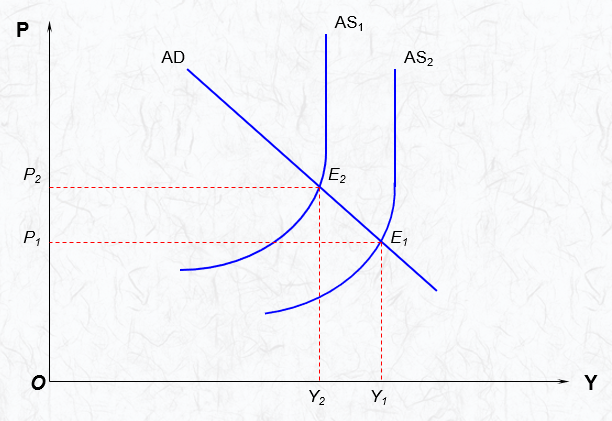 P
AS₁
AD
AS₂
P₂
E₂
P₁
E₁
O
Y
Y₂
Y₁